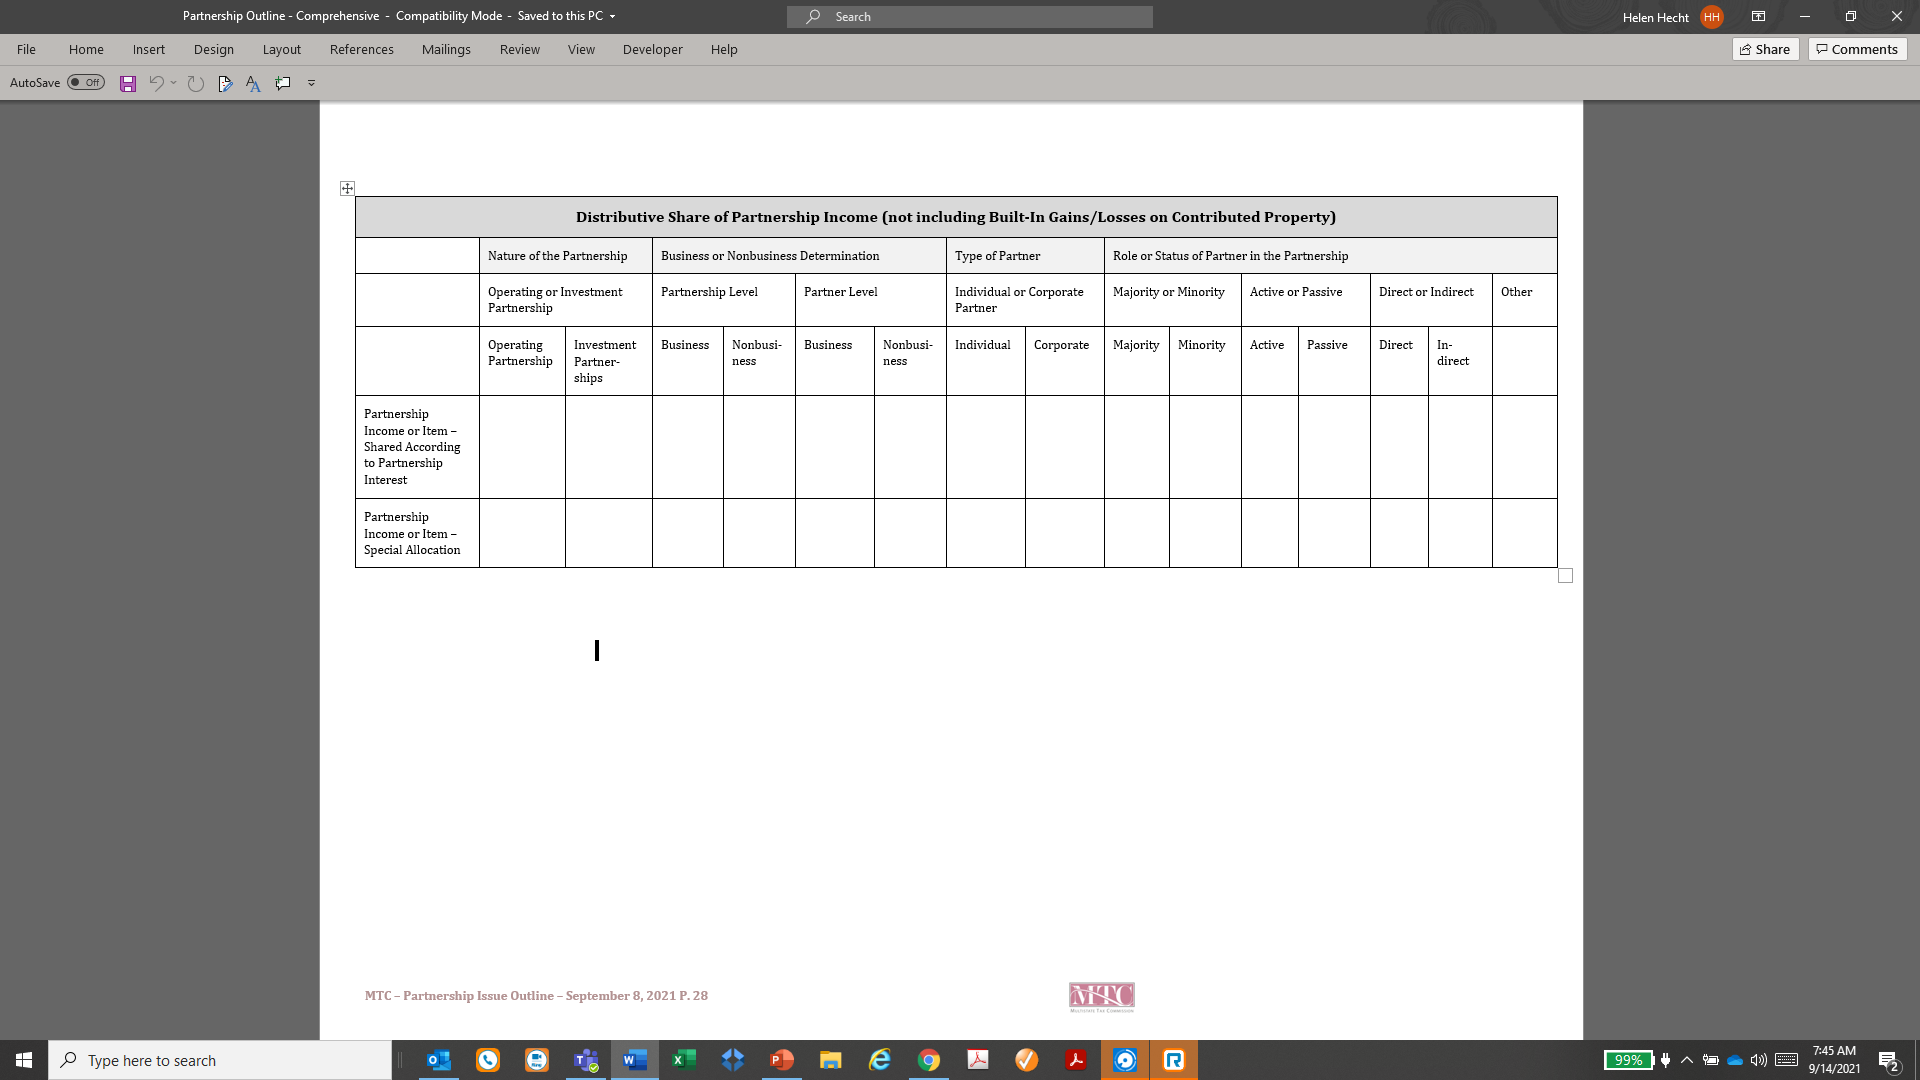 Partnership Outline - Comprehensive - Compatibility Mode - Saved to this PC
Search
Helen Hecht
HH
File Home Insert Design Layout References Mailings Review View Developer Help
Share
Comments
AutoSave Off
Distributive Share of Partnership Income (not including Built-In Gains/Losses on Contributed Property)
Nature of the Partnership
Business or Nonbusiness Determination
Type of Partner
Role or Status of Partner in the Partnership
Operating or Investment
Partnership
Partnership Level
Partner Level
Individual or Corporate
Partner
Majority or Minority
Active or Passive
Direct or Indirect
Other
Operating
Partnership
Investment
Partner-
ships
Business
Nonbusi-
ness
Business
Nonbusi-
ness
Individual
Corporate
Majority
Minority
Active
Passive
Direct
In-
direct
Partnership
Income or Item –
Shared According
to Partnership
Interest
Partnership
Income or Item –
Special Allocation
MTC – Partnership Issue Outline – September 8, 2021 P. 28
MTC
Multistate Tax Commission
Type here to search
99%
7:45 AM
9/14/2021
2